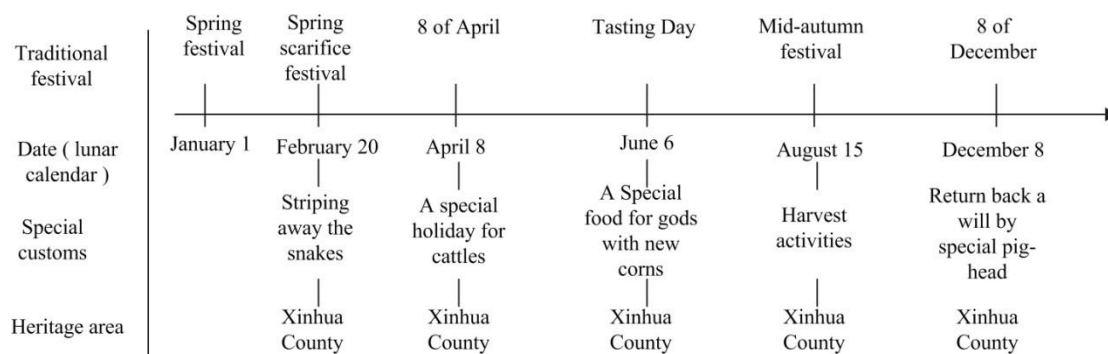 Traditional
festival
Spring
festival
Spring
scarifice
festival
8 of April
Tasting Day
Mid-autumn
festival
8 of
December
Date ( lunar
calendar )
January 1
February 20
April 8
June 6
August 15
December 8
Special
customs
Striping
away the
snakes
A special
holiday for
cattles
A Special
food for gods
with new
corns
Harvest
activities
Return back a
will by
special pig-
head
Heritage area
Xinhua
County
Xinhua
County
Xinhua
County
Xinhua
County
Xinhua
County